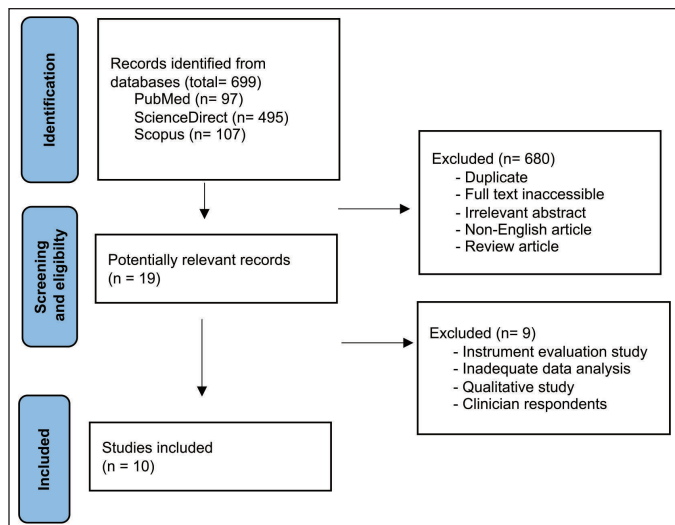 Identification
Records identified from
databases (total= 699)
PubMed (n= 97)
ScienceDirect (n= 495)
Scopus (n= 107)
Excluded (n= 680)
- Duplicate
- Full text inaccessible
- Irrelevant abstract
- Non-English article
- Review article
Screening
and eligibilty
Potentially relevant records
(n = 19)
Excluded (n= 9)
- Instrument evaluation study
- Inadequate data analysis
- Qualitative study
- Clinician respondents
Included
Studies included
(n = 10)